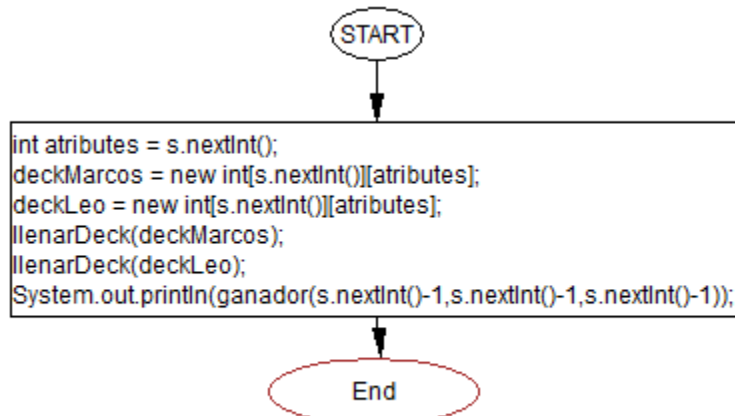 START
int atributes = s.nextInt();
deckMarcos = new int[s.nextInt()][atributes];
deckLeo = new int[s.nextInt()][atributes];
llenarDeck(deckMarcos);
llenarDeck(deckLeo);
System.out.println(ganador(s.nextInt()-1,s.nextInt()-1,s.nextInt()-1));
End